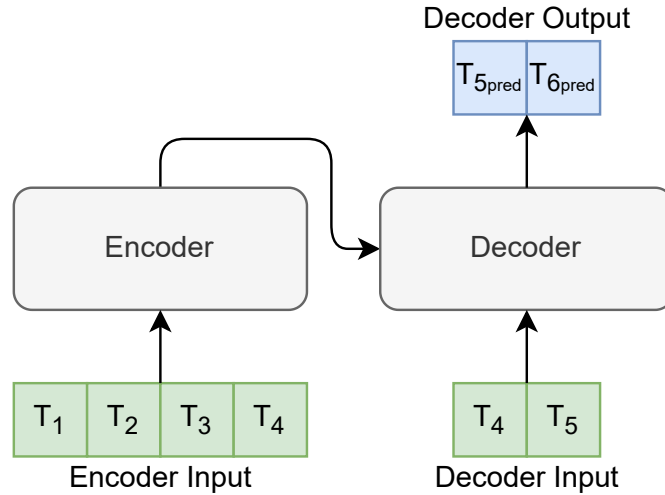 Decoder Output
T5pred T6pred
Encoder Decoder
T1 T2 T3 T4 T4 T5
Encoder Input Decoder Input